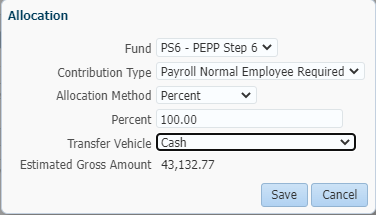 Allocation
Fund PS6 - PEPP Step 6
Contribution Type Payroll Normal Employee Required
Allocation Method Percent
Percent 100.00
Transfer Vehicle Cash
Estimated Gross Amount 43,132.77
Save Cancel